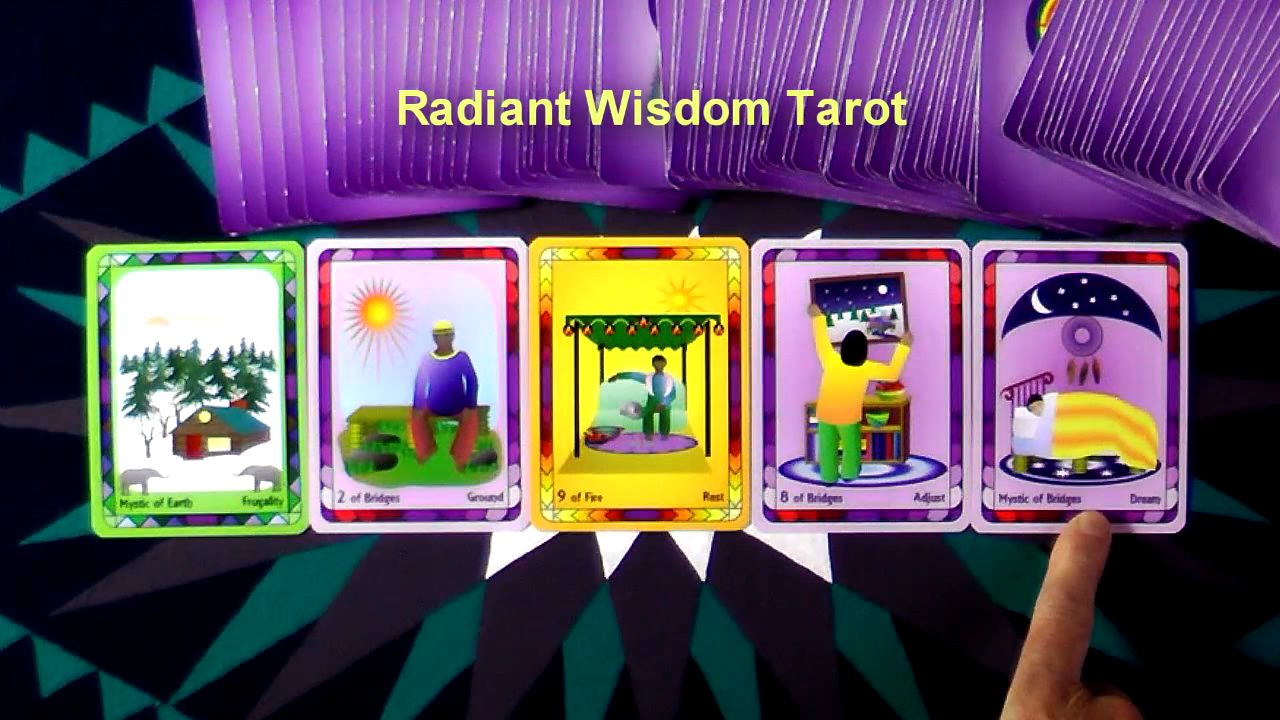 Radiant Wisdom Tarot
Mystic of Earth Frugality
2 of Bridges Ground
9 of Fire Rest
8 of Bridges Adjust
Mystic of Bridges Dream